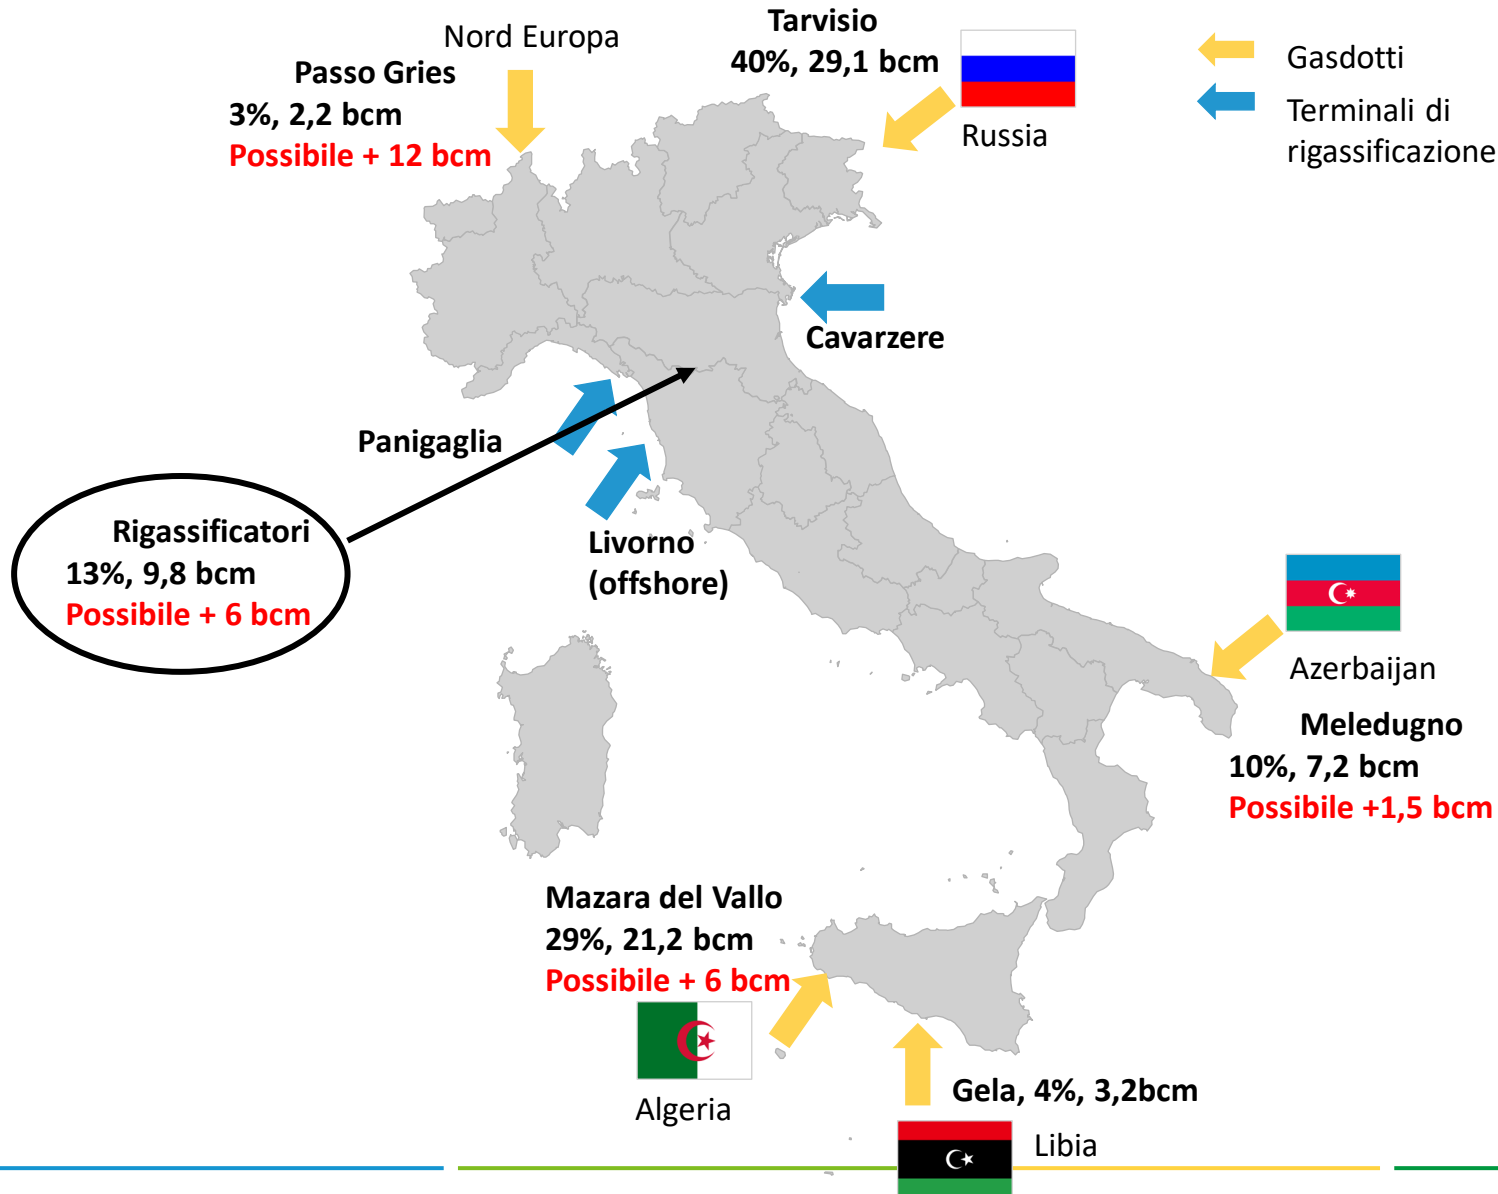 Nord Europa
Passo Gries
3%, 2,2 bcm
Possibile + 12 bcm
Tarvisio
40%, 29,1 bcm
Russia
Gasdotti
Terminali di
rigassificazione
Cavarzere
Panigaglia
Rigassificatori
13%, 9,8 bcm
Possibile + 6 bcm
Livorno
(offshore)
Azerbaijan
Meledugno
10%, 7,2 bcm
Possibile +1,5 bcm
Mazara del Vallo
29%, 21,2 bcm
Possibile + 6 bcm
Algeria
Gela, 4%, 3,2bcm
Libia